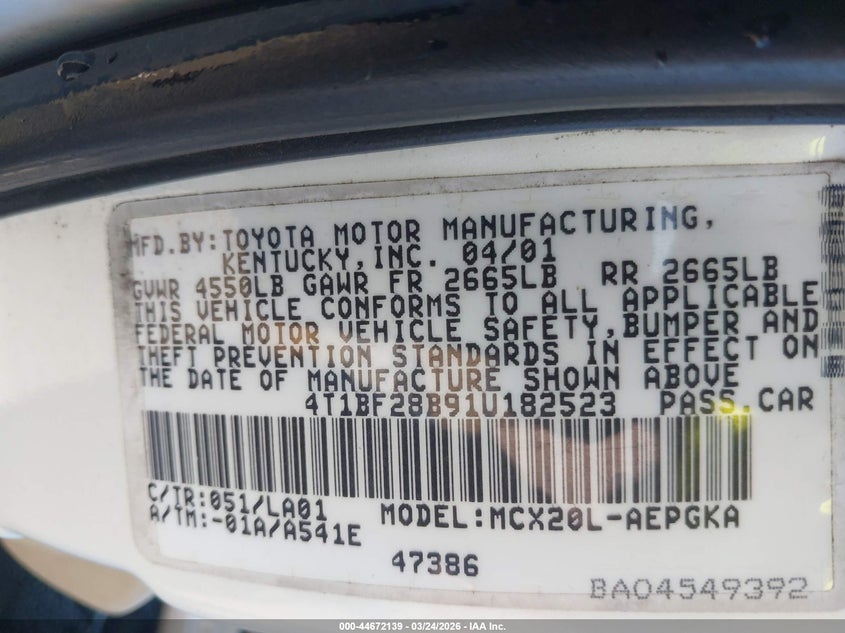 MFD.BY:TOYOTA MOTOR MANUFACTURING,
KENTUCKY,INC. 04/01
GVWR 4550LB GAWR FR 2665LB RR 2665LB
THIS VEHICLE CONFORMS TO ALL APPLICABLE
FEDERAL MOTOR VEHICLE SAFETY,BUMPER AND
THEFT PREVENTION STANDARDS IN EFFECT ON
THE DATE OF MANUFACTURE SHOWN ABOVE
4T1BF28B91U182523 PASS.CAR
C/TR:051/LA01
A/TM:-01A/A541E
MODEL:MCX20L-AEPGKA
47386
BA04549392
000-44672139 - 03/24/2026 - IAA Inc.